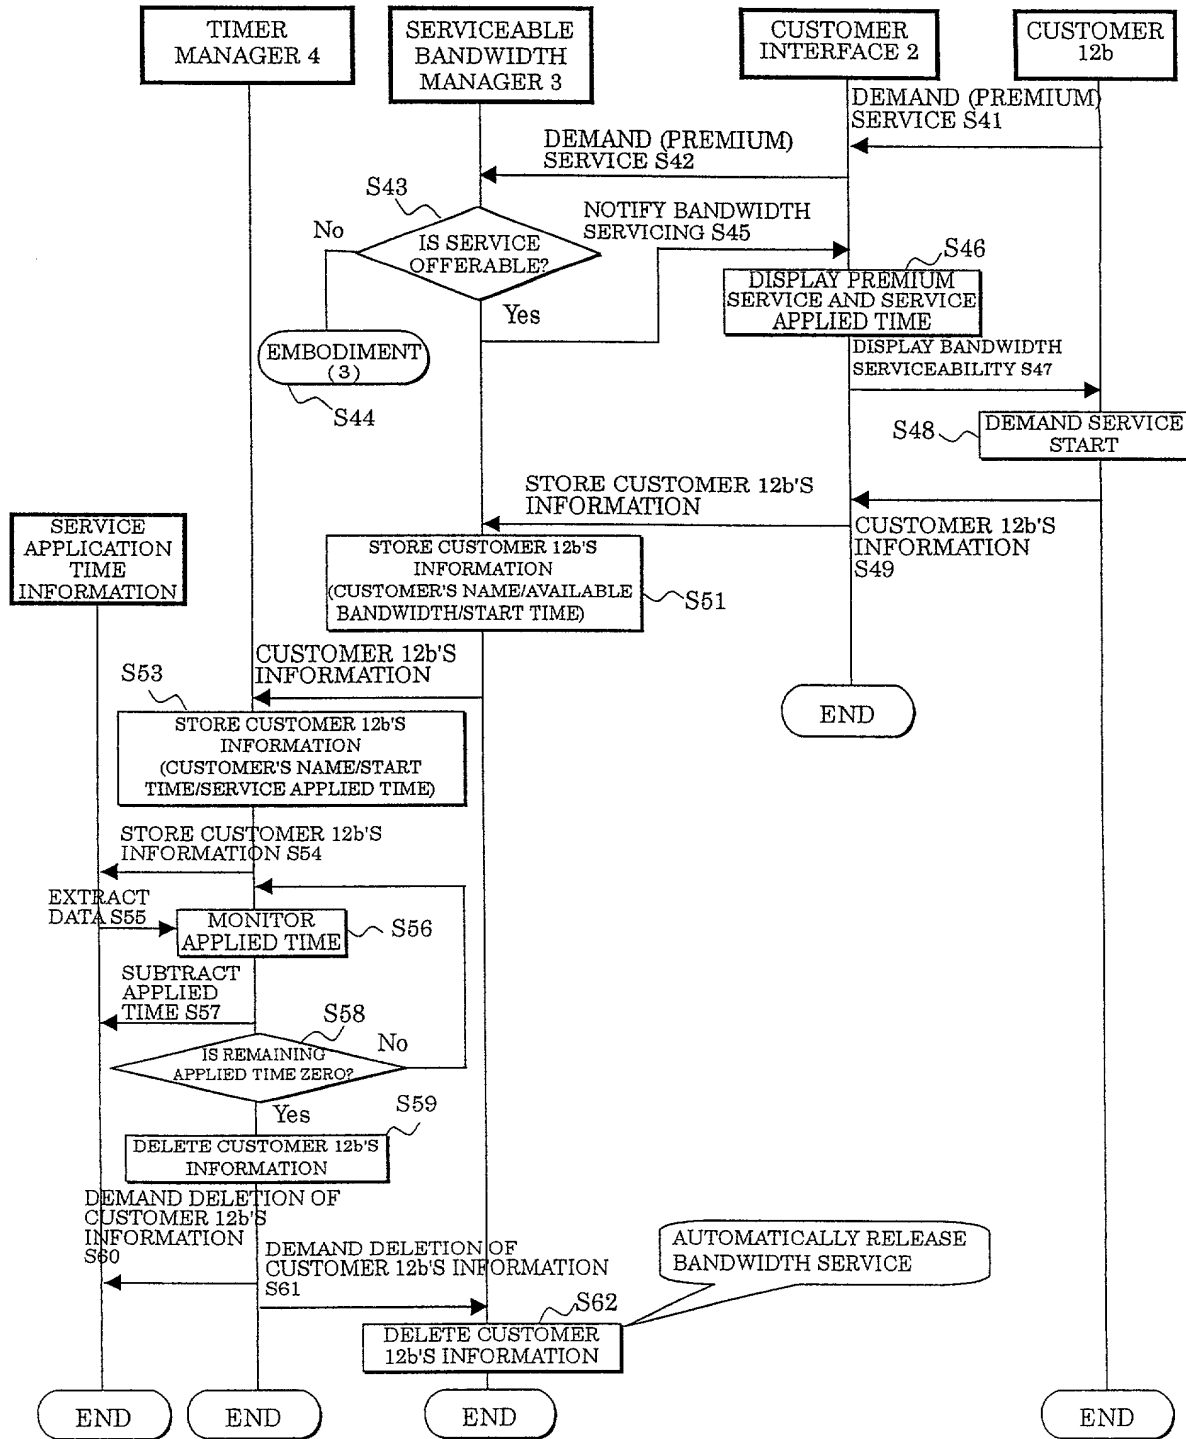 TIMER
MANAGER 4
SERVICEABLE
BANDWIDTH
MANAGER 3
CUSTOMER
INTERFACE 2
CUSTOMER
12b
DEMAND (PREMIUM)
SERVICE S41
DEMAND (PREMIUM)
SERVICE S42
S43
No
IS SERVICE
OFFERABLE?
Yes
NOTIFY BANDWIDTH
SERVICING S45
S46
DISPLAY PREMIUM
SERVICE AND SERVICE
APPLIED TIME
EMBODIMENT
(3)
S44
DISPLAY BANDWIDTH
SERVICEABILITY S47
S48
DEMAND SERVICE
START
STORE CUSTOMER 12b'S
INFORMATION
CUSTOMER 12b'S
INFORMATION
S49
SERVICE
APPLICATION
TIME
INFORMATION
STORE CUSTOMER 12b'S
INFORMATION
(CUSTOMER'S NAME/AVAILABLE
BANDWIDTH/START TIME)
S51
CUSTOMER 12b'S
INFORMATION
S53
STORE CUSTOMER 12b'S
INFORMATION
(CUSTOMER'S NAME/START
TIME/SERVICE APPLIED TIME)
END
STORE CUSTOMER 12b'S
INFORMATION S54
EXTRACT
DATA S55
MONITOR
APPLIED TIME
S56
SUBTRACT
APPLIED
TIME S57
S58
IS REMAINING
APPLIED TIME ZERO?
No
Yes
S59
DELETE CUSTOMER 12b'S
INFORMATION
DEMAND DELETION OF
CUSTOMER 12b'S
INFORMATION
S60
DEMAND DELETION OF
CUSTOMER 12b'S INFORMATION
S61
AUTOMATICALLY RELEASE
BANDWIDTH SERVICE
S62
DELETE CUSTOMER
12b'S INFORMATION
END
END
END
END